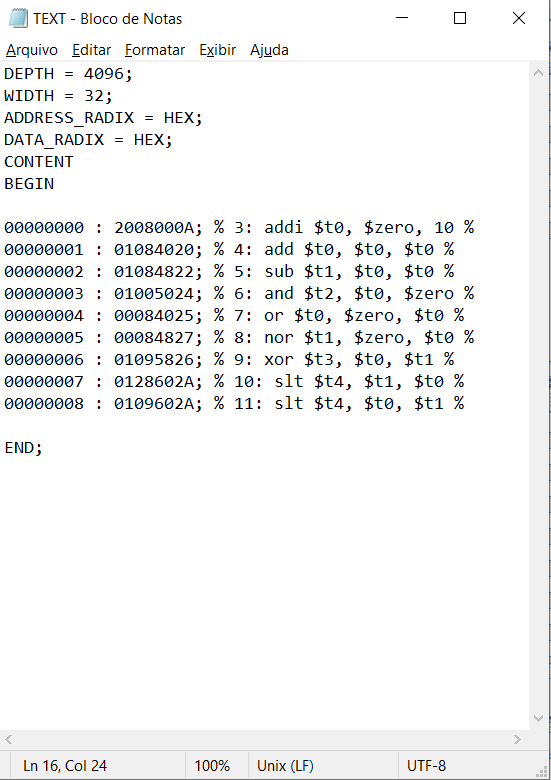 TEXT - Bloco de Notas
Arquivo Editar Formatar Exibir Ajuda
DEPTH = 4096;
WIDTH = 32;
ADDRESS_RADIX = HEX;
DATA_RADIX = HEX;
CONTENT
BEGIN
00000000 : 2008000A; % 3: addi $t0, $zero, 10 %
00000001 : 01084020; % 4: add $t0, $t0, $t0 %
00000002 : 01084822; % 5: sub $t1, $t0, $t0 %
00000003 : 01005024; % 6: and $t2, $t0, $zero %
00000004 : 00084025; % 7: or $t0, $zero, $t0 %
00000005 : 00084827; % 8: nor $t1, $zero, $t0 %
00000006 : 01095826; % 9: xor $t3, $t0, $t1 %
00000007 : 0128602A; % 10: slt $t4, $t1, $t0 %
00000008 : 0109602A; % 11: slt $t4, $t0, $t1 %
END;
Ln 16, Col 24 100% Unix (LF) UTF-8